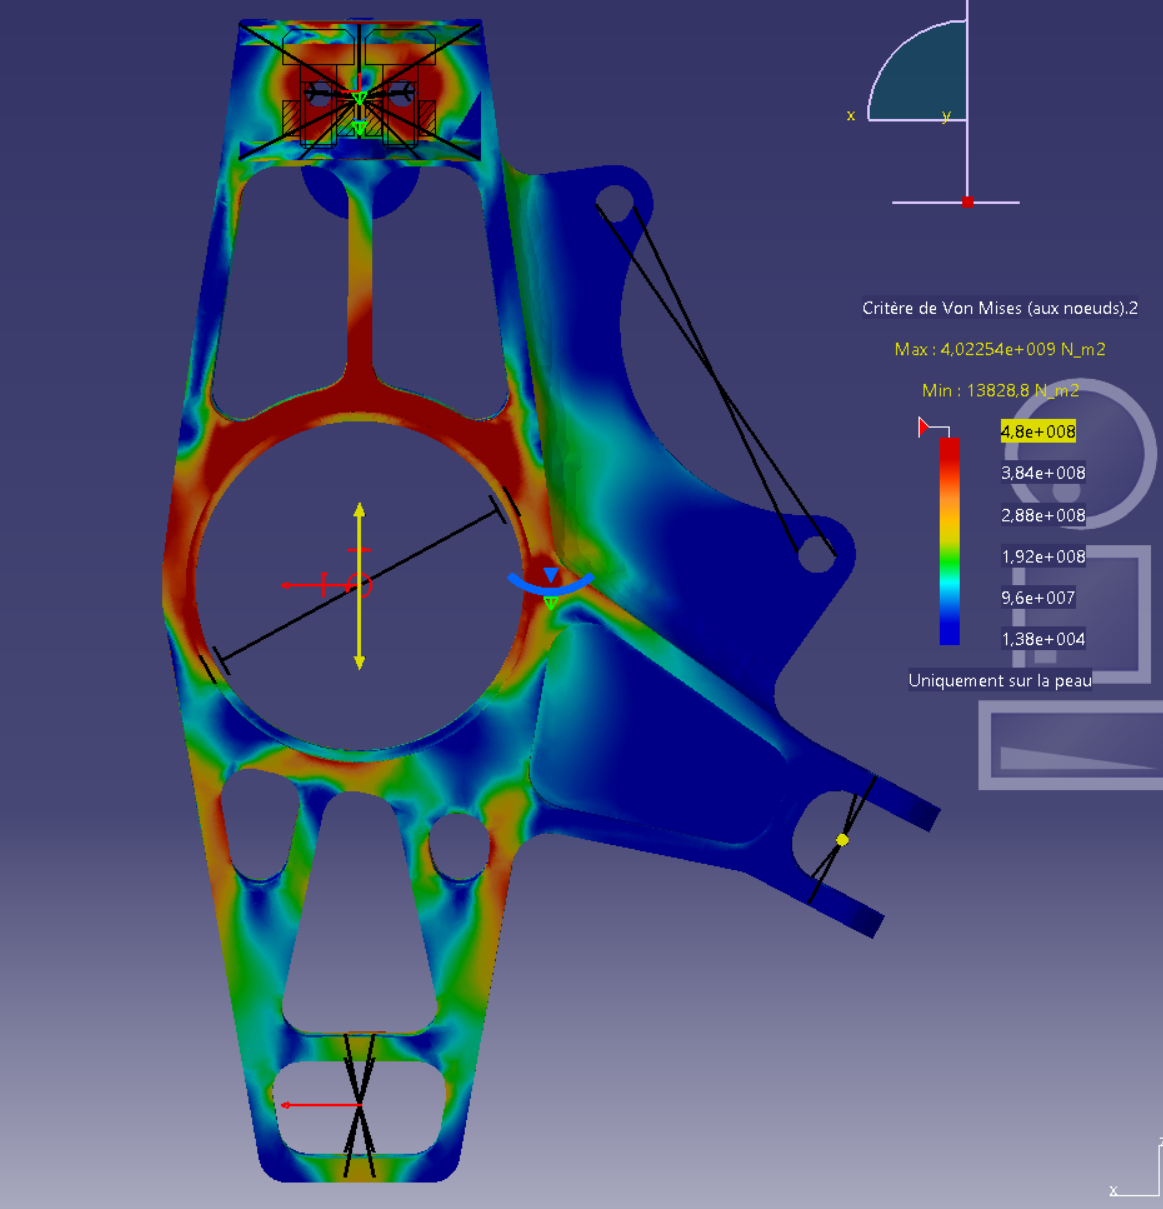 x
y
Critère de Von Mises (aux noeuds).2
Max : 4,02254e+009 N_m2
Min : 13828,8 N_m2
4,8e+008
3,84e+008
2,88e+008
1,92e+008
9,6e+007
1,38e+004
Uniquement sur la peau
x